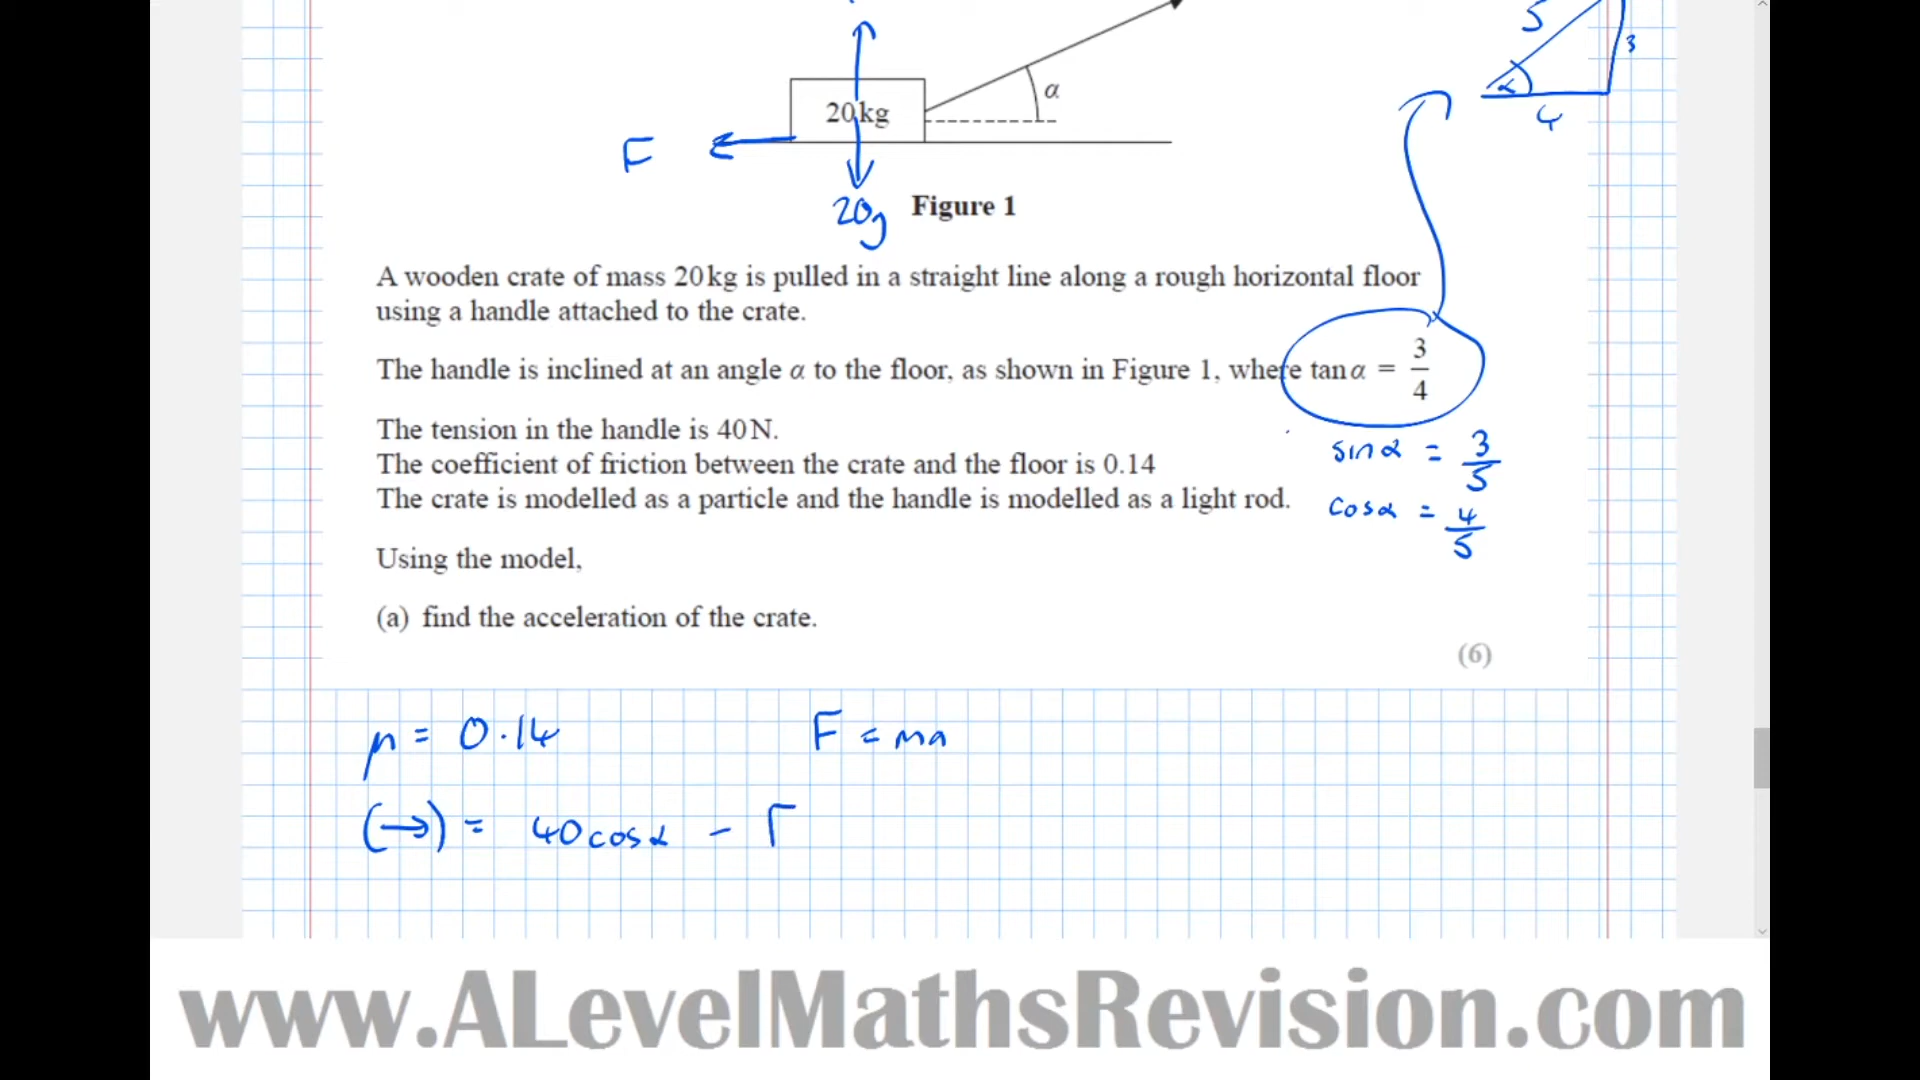 5
3
α
4
α
20kg
F
20g
Figure 1
A wooden crate of mass 20 kg is pulled in a straight line along a rough horizontal floor
using a handle attached to the crate.
The handle is inclined at an angle α to the floor, as shown in Figure 1, where tan α = 3/4
The tension in the handle is 40 N.
The coefficient of friction between the crate and the floor is 0.14
The crate is modelled as a particle and the handle is modelled as a light rod.
sin α = 3/5
cos α = 4/5
Using the model,
(a) find the acceleration of the crate.
(6)
μ = 0.14
F = ma
(→) = 40cosα -
www.ALevelMathsRevision.com